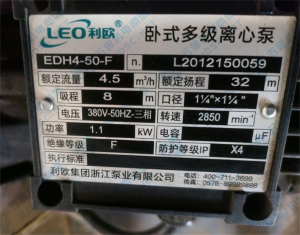 LEO 利欧 卧式多级离心泵
EDH4-50-F L2012150059
额定流量 4.5 m³/h 额定扬程 32 m
吸程 8 m 口径 1¼"×1¼"
电压 380V-50HZ-三相 转速 2850 min⁻¹
功率 1.1 kW 电容 μF
绝缘等级 F 防护等级IP X4
执行标准
利欧集团浙江泵业有限公司 电话: 400-711-3699
传真: 0576-89989898